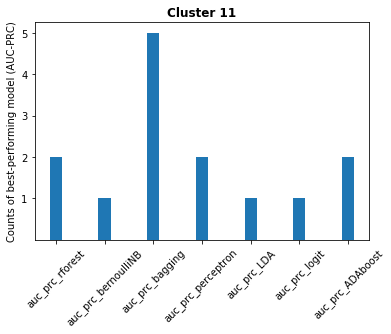 Cluster 11
Counts of best-performing model (AUC-PRC)
5
4
3
2
1
auc_prc_rforest
auc_prc_bernoulliNB
auc_prc_bagging
auc_prc_perceptron
auc_prc_LDA
auc_prc_logit
auc_prc_ADAboost